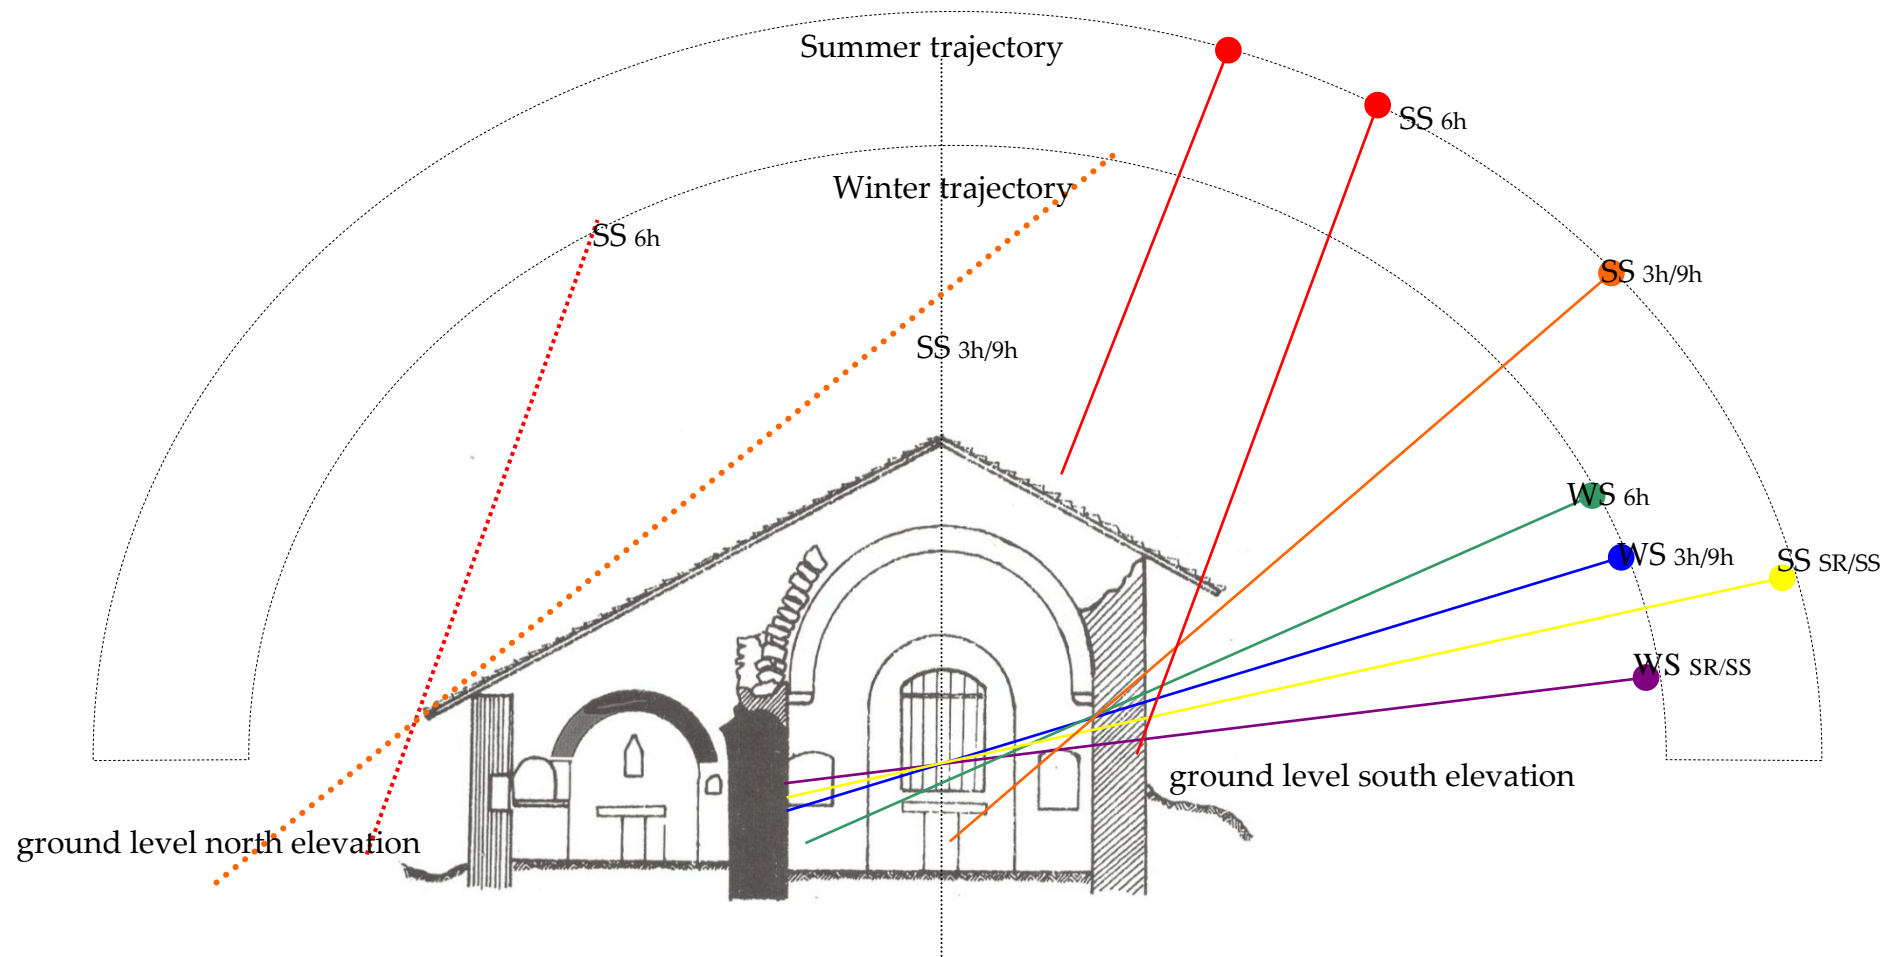 Summer trajectory
SS 6h
Winter trajectory
SS 6h
SS 3h/9h
SS 3h/9h
WS 6h
WS 3h/9h
SS SR/SS
WS SR/SS
ground level south elevation
ground level north elevation